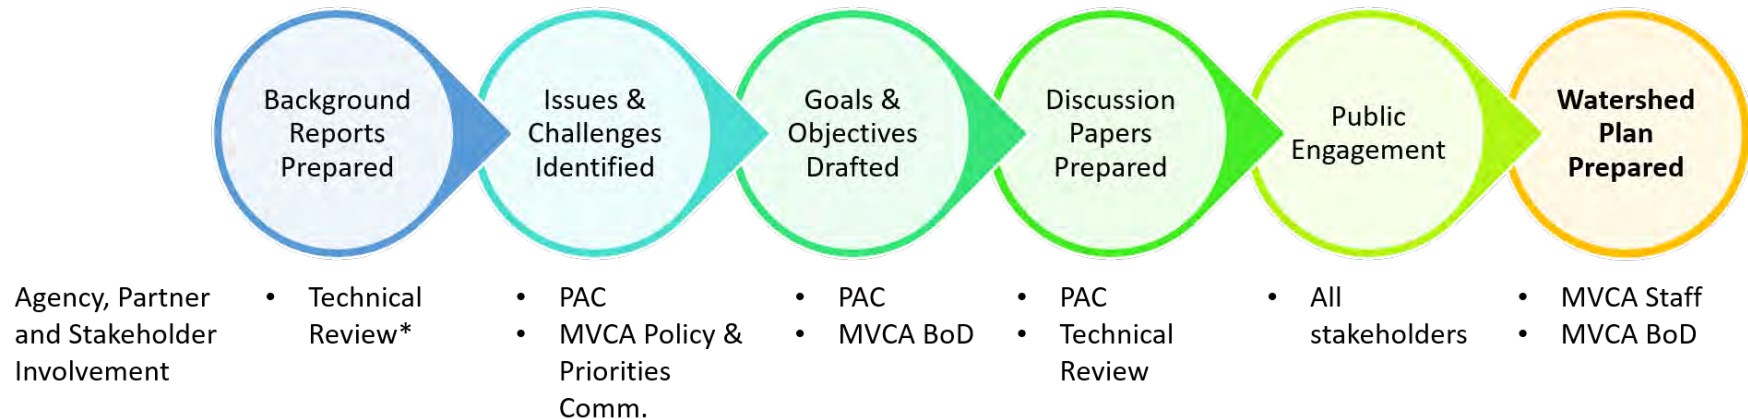 Background
Reports
Prepared
Issues &
Challenges
Identified
Goals &
Objectives
Drafted
Discussion
Papers
Prepared
Public
Engagement
Watershed
Plan
Prepared
Agency, Partner
and Stakeholder
Involvement
• Technical
Review*
• PAC
• MVCA Policy &
Priorities
Comm.
• PAC
• MVCA BoD
• PAC
• Technical
Review
• All
stakeholders
• MVCA Staff
• MVCA BoD